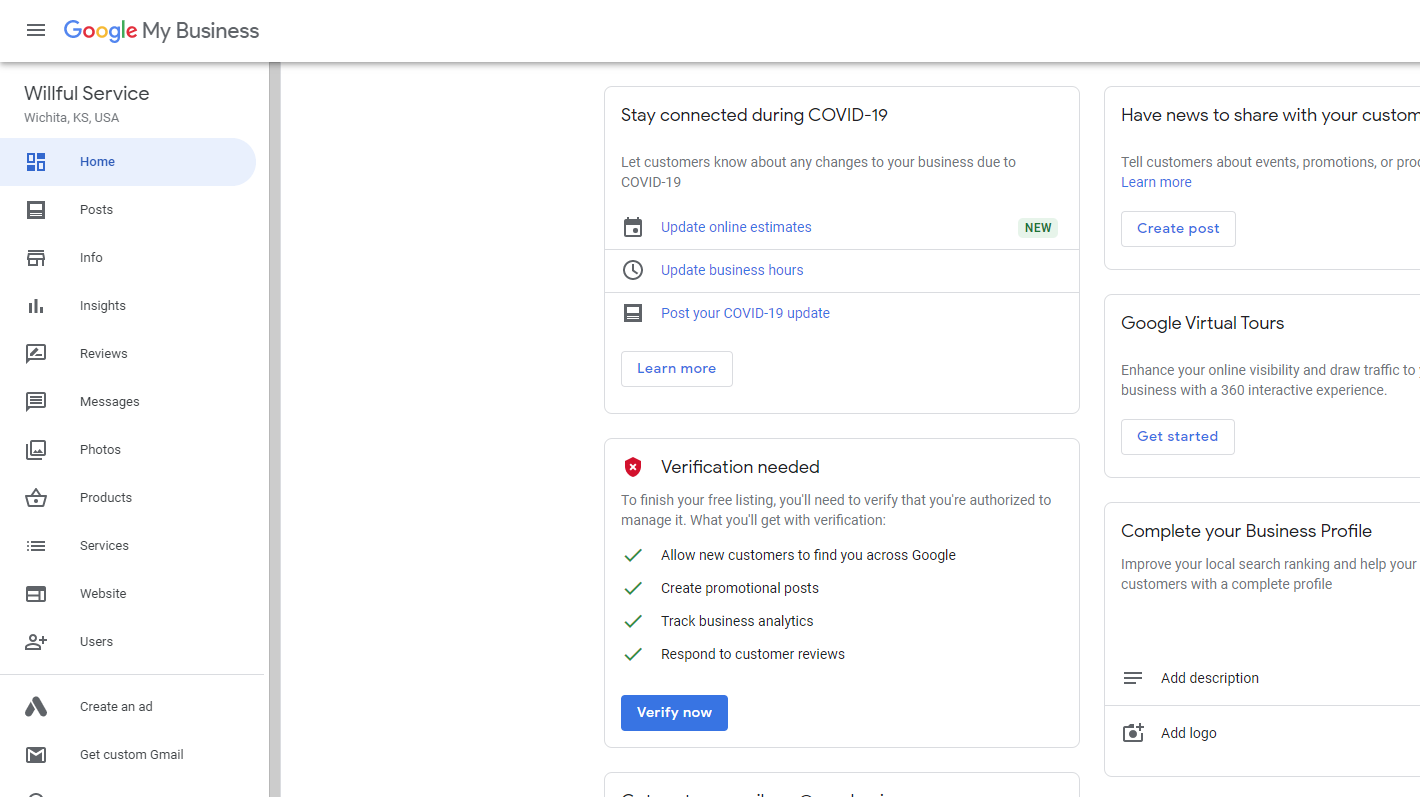 Google My Business
Willful Service
Wichita, KS, USA
Home
Posts
Info
Insights
Reviews
Messages
Photos
Products
Services
Website
Users
Create an ad
Get custom Gmail
Stay connected during COVID-19
Let customers know about any changes to your business due to
COVID-19
Update online estimates
NEW
Update business hours
Post your COVID-19 update
Learn more
Verification needed
To finish your free listing, you'll need to verify that you're authorized to
manage it. What you'll get with verification:
Allow new customers to find you across Google
Create promotional posts
Track business analytics
Respond to customer reviews
Verify now
Have news to share with your
Tell customers about events, promotions, or
Learn more
Create post
Google Virtual Tours
Enhance your online visibility and draw traffic to
business with a 360 interactive experience.
Get started
Complete your Business Profile
Improve your local search ranking and help your
customers with a complete profile
Add description
Add logo